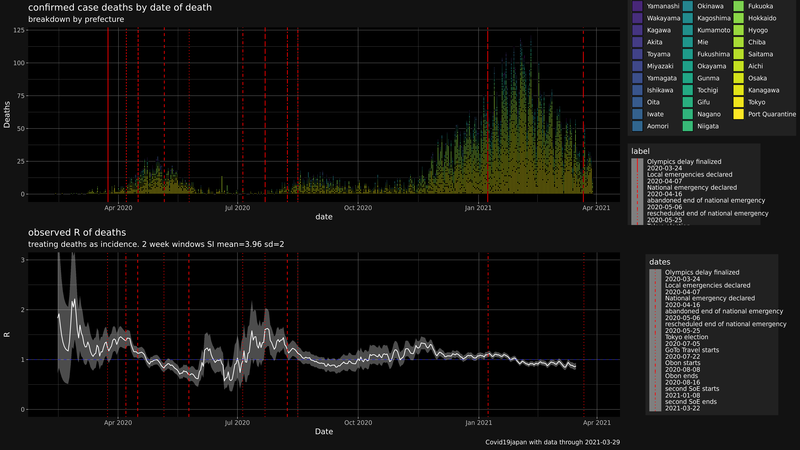 confirmed case deaths by date of death
breakdown by prefecture
125
100
75
50
25
0
Deaths
Apr 2020
Jul 2020
Oct 2020
Jan 2021
Apr 2021
date
Yamanashi
Wakayama
Kagawa
Akita
Toyama
Miyazaki
Yamagata
Ishikawa
Oita
Iwate
Aomori
Okinawa
Kagoshima
Kumamoto
Mie
Fukushima
Okayama
Gunma
Tochigi
Gifu
Nagano
Niigata
Fukuoka
Hokkaido
Hyogo
Chiba
Saitama
Aichi
Osaka
Kanagawa
Tokyo
Port Quarantine
label
Olympics delay finalized
2020-03-24
Local emergencies declared
2020-04-07
National emergency declared
2020-04-16
abandoned end of national emergency
2020-05-06
rescheduled end of national emergency
2020-05-25
observed R of deaths
treating deaths as incidence. 2 week windows SI mean=3.96 sd=2
3
2
1
0
R
Apr 2020
Jul 2020
Oct 2020
Jan 2021
Apr 2021
Date
dates
Olympics delay finalized
2020-03-24
Local emergencies declared
2020-04-07
National emergency declared
2020-04-16
abandoned end of national emergency
2020-05-06
rescheduled end of national emergency
2020-05-25
Tokyo election
2020-07-05
GoTo Travel starts
2020-07-22
Obon starts
2020-08-08
Obon ends
2020-08-16
second SoE starts
2021-01-08
second SoE ends
2021-03-22
Covid19japan with data through 2021-03-29